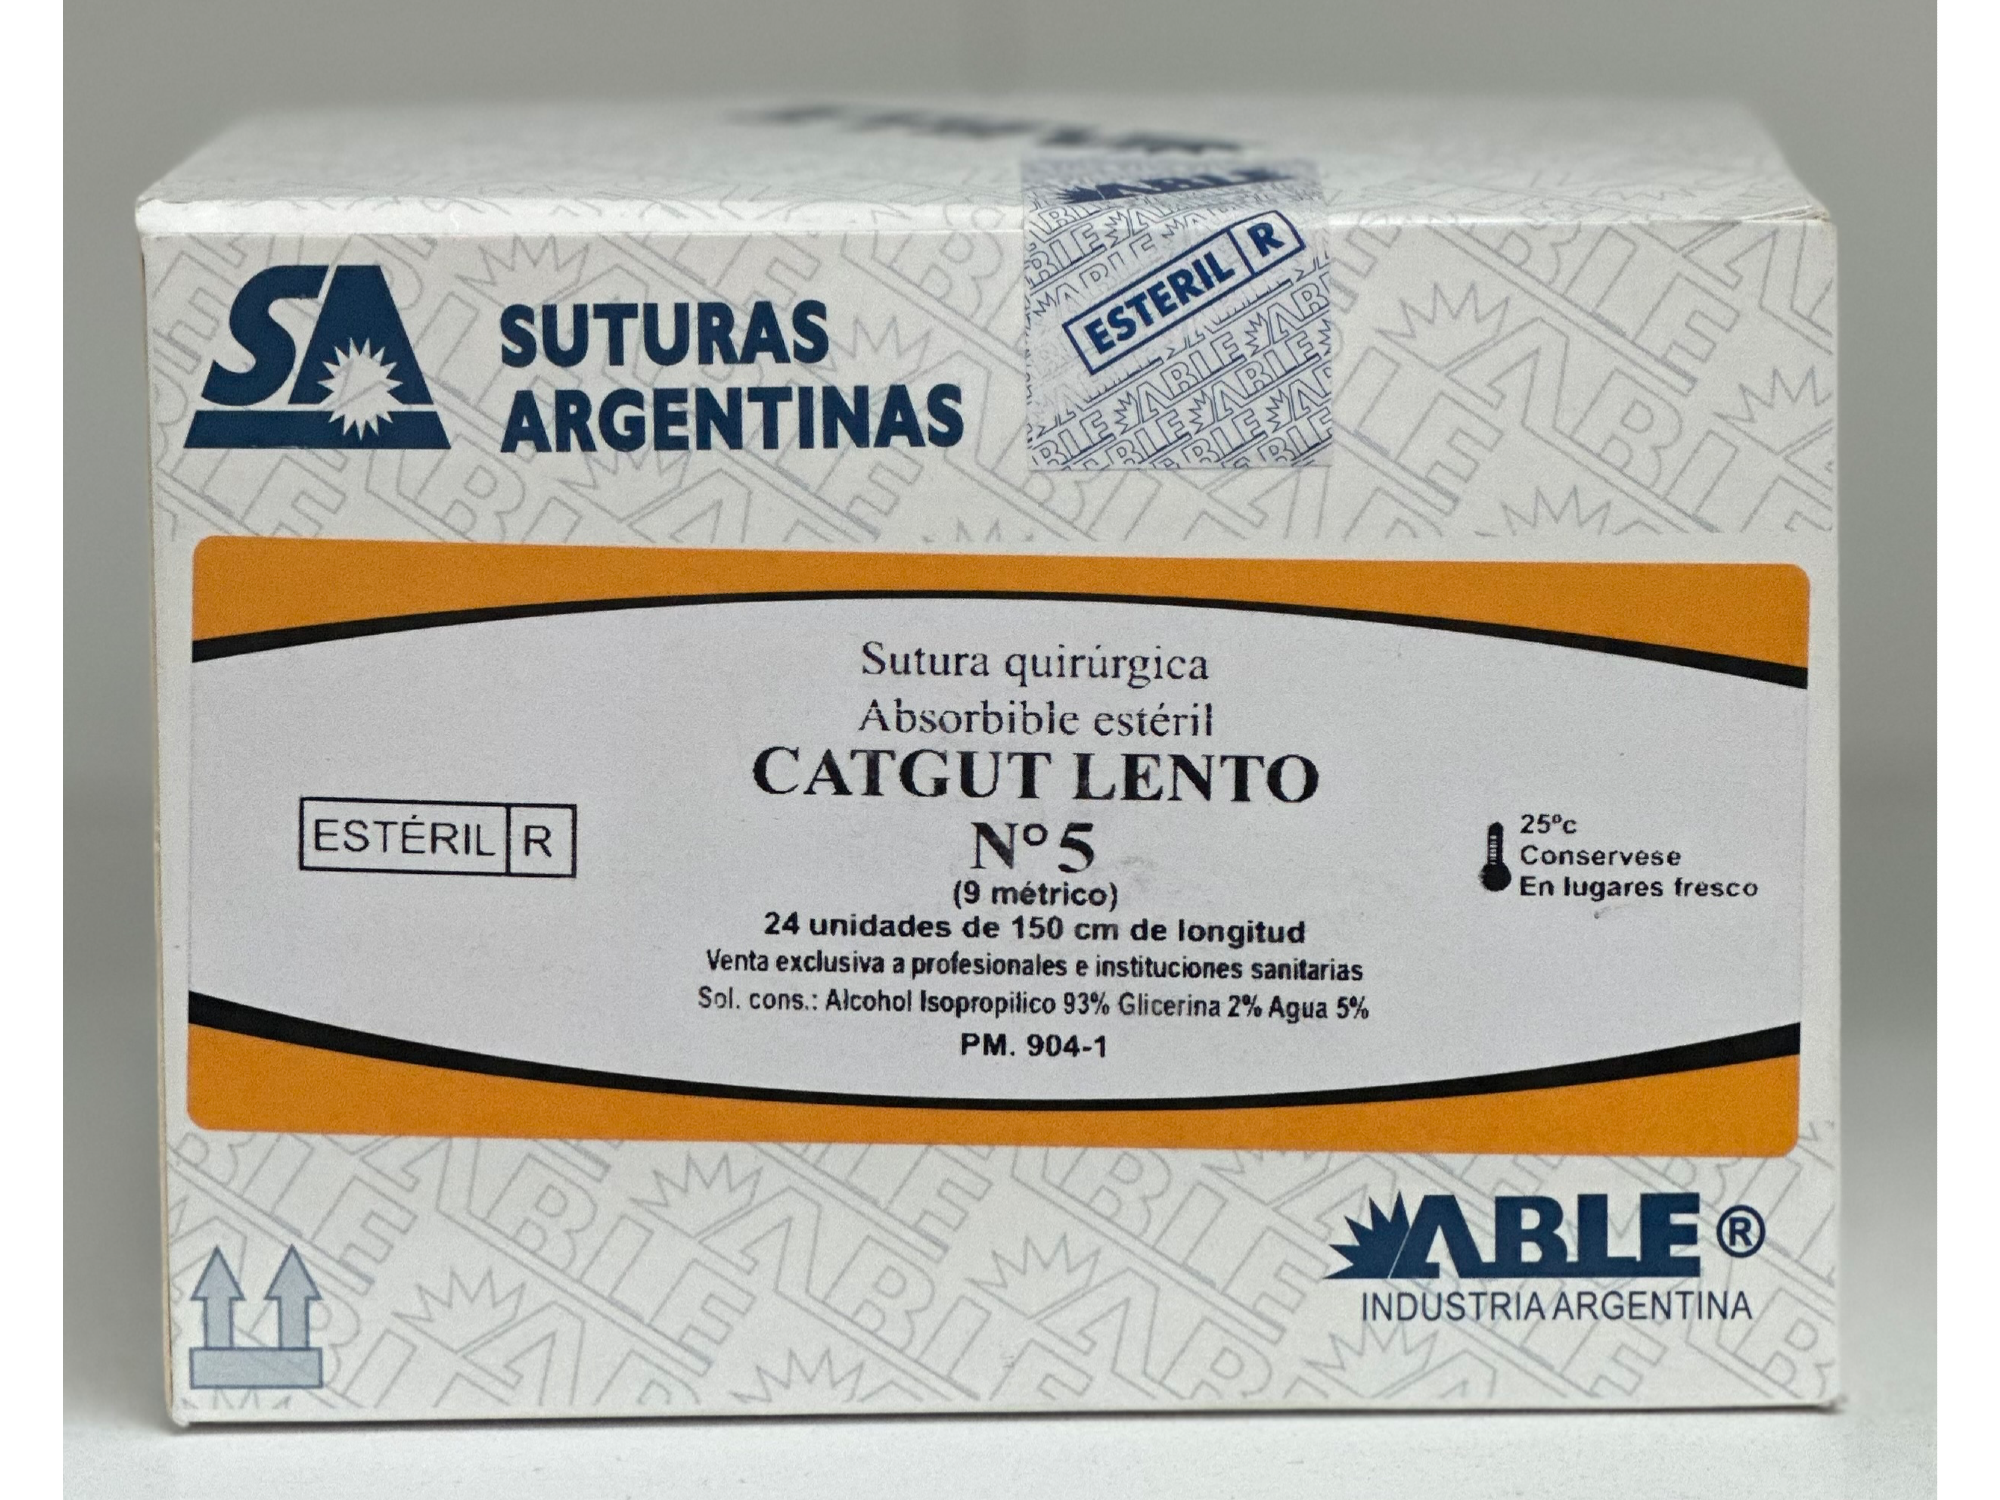 SA
SUTURAS
ARGENTINAS
ABLE
ESTERIL R
Sutura quirúrgica
Absorbible estéril
CATGUT LENTO
Nº 5
(9 métrico)
24 unidades de 150 cm de longitud
Venta exclusiva a profesionales e instituciones sanitarias
Sol. cons.: Alcohol Isopropilico 93% Glicerina 2% Agua 5%
PM. 904-1
ESTÉRIL R
25ºc
Conservese
En lugares fresco
ABLE ®
INDUSTRIA ARGENTINA